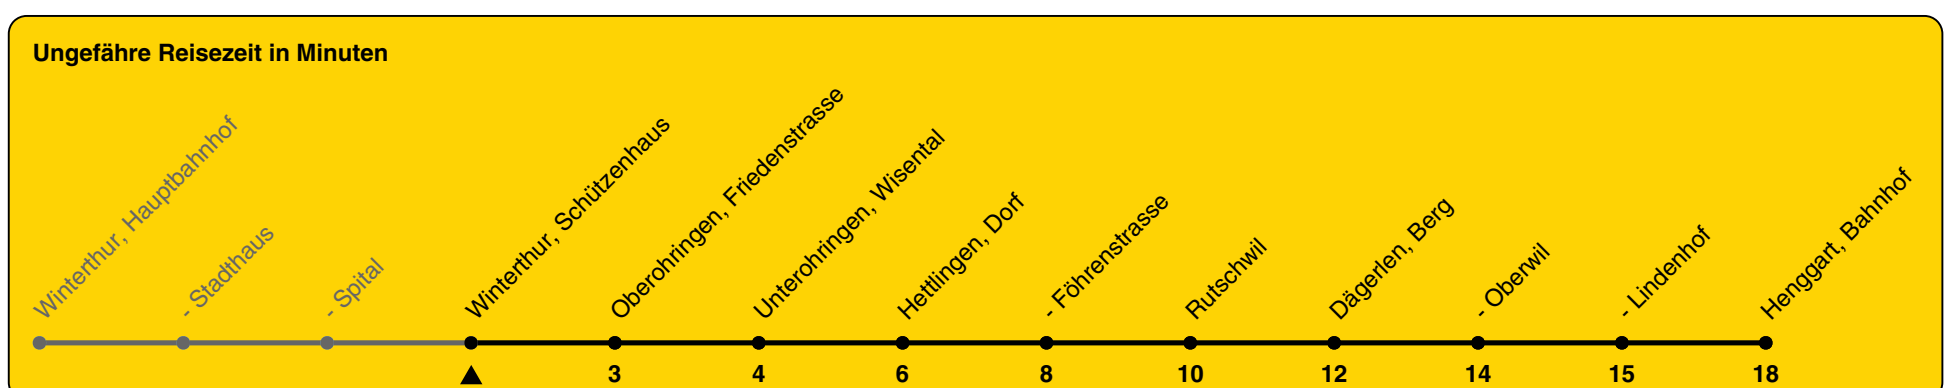 Ungefähre Reisezeit in Minuten
Winterthur, Hauptbahnhof
- Stadthaus
- Spital
Winterthur, Schützenhaus
Oberohringen, Friedenstrasse
Unterohringen, Wisental
Hettlingen, Dorf
- Föhrenstrasse
Rutschwil
Dägerlen, Berg
- Oberwil
- Lindenhof
Henggart, Bahnhof
3 4 6 8 10 12 14 15 18